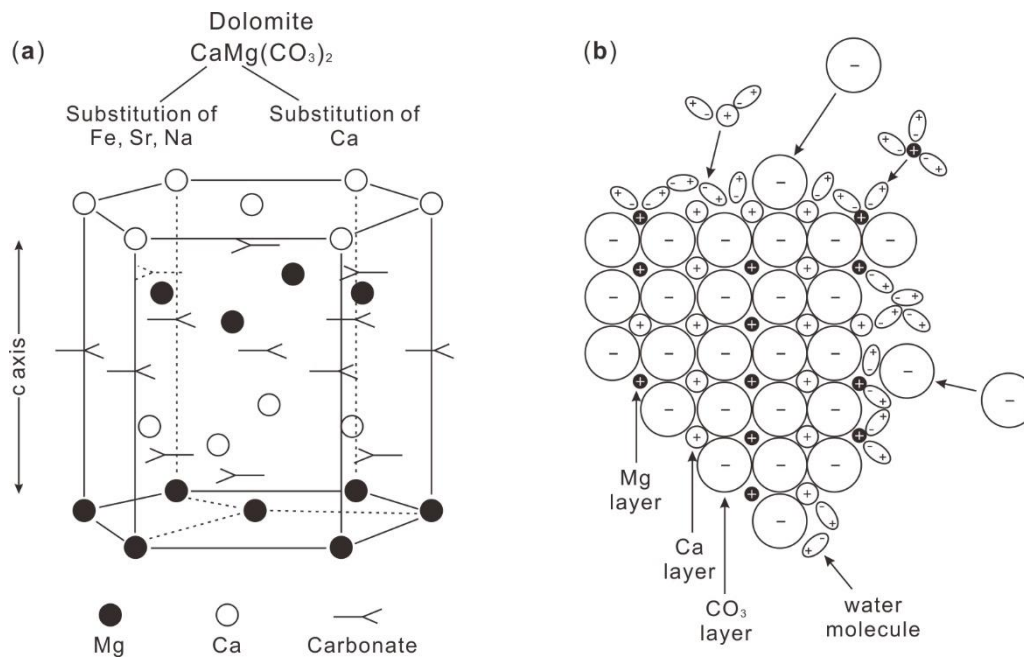 (a)
Dolomite
CaMg(CO₃)₂
Substitution of
Fe, Sr, Na
Substitution of
Ca
c axis
Mg
Ca
Carbonate
(b)
Mg
layer
Ca
layer
CO₃
layer
water
molecule